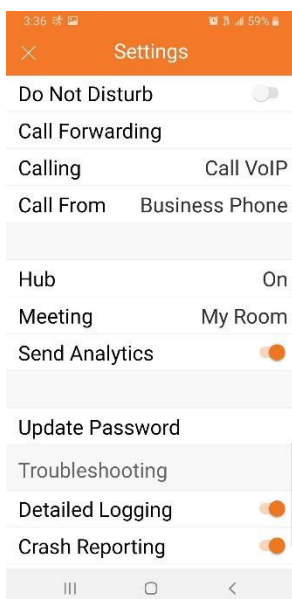 3:36 59%
Settings
Do Not Disturb
Call Forwarding
Calling Call VoIP
Call From Business Phone
Hub On
Meeting My Room
Send Analytics
Update Password
Troubleshooting
Detailed Logging
Crash Reporting